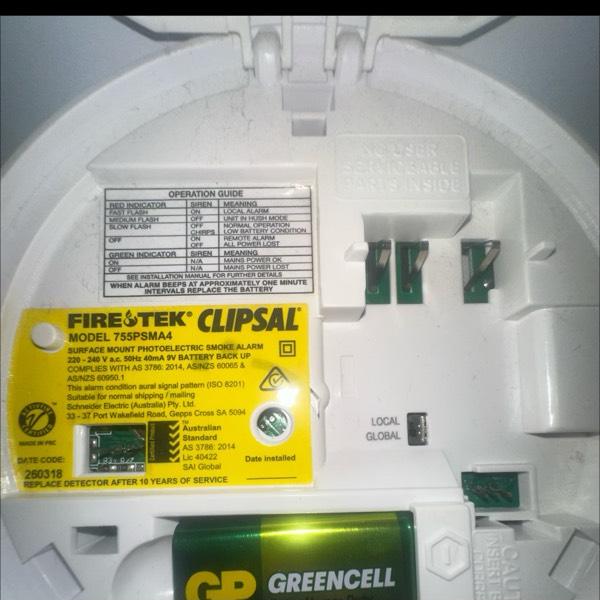 NO USER
SERVICEABLE
PARTS INSIDE
OPERATION GUIDE
RED INDICATOR SIREN MEANING
FAST FLASH ON LOCAL ALARM
MEDIUM FLASH OFF UNIT IN HUSH MODE
SLOW FLASH OFF NORMAL OPERATION
CHIRPS LOW BATTERY CONDITION
OFF ON REMOTE ALARM
OFF ALL POWER LOST
GREEN INDICATOR SIREN MEANING
ON N/A MAINS POWER OK
OFF N/A MAINS POWER LOST
SEE INSTALLATION MANUAL FOR FURTHER DETAILS
WHEN ALARM BEEPS AT APPROXIMATELY ONE MINUTE
INTERVALS REPLACE THE BATTERY
FIRETEK® CLIPSAL®
MODEL 755PSMA4
SURFACE MOUNT PHOTOELECTRIC SMOKE ALARM
220 - 240 V a.c. 50Hz 40mA 9V BATTERY BACK UP
COMPLIES WITH AS 3786: 2014, AS/NZS 60065 &
AS/NZS 60950.1
This alarm condition aural signal pattern (ISO 8201)
Suitable for normal shipping / mailing
Schneider Electric (Australia) Pty. Ltd.
33 - 37 Port Wakefield Road, Gepps Cross SA 5094
MADE IN PRC
DATE CODE:
260318
™
Australian
Standard
AS 3786: 2014
Lic 40422
SAI Global
Date installed
REPLACE DETECTOR AFTER 10 YEARS OF SERVICE
LOCAL
GLOBAL
GP GREENCELL